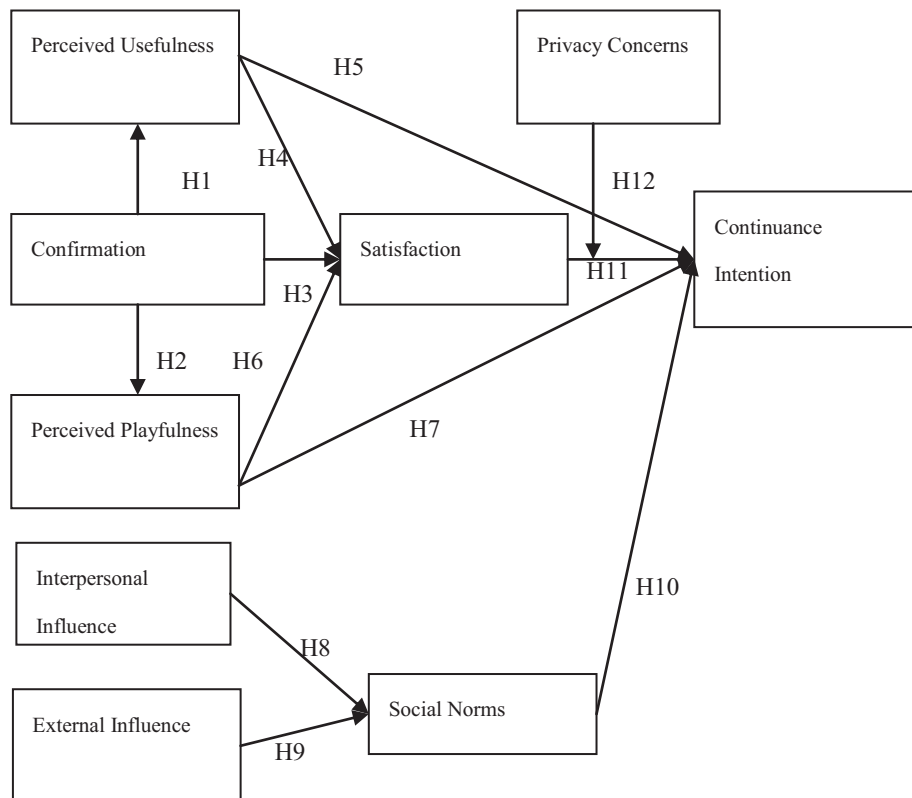 Perceived Usefulness
Privacy Concerns
H5
H4
H1
H12
Confirmation
Satisfaction
Continuance
Intention
H11
H3
H2
H6
Perceived Playfulness
H7
Interpersonal
Influence
H10
H8
Social Norms
External Influence
H9